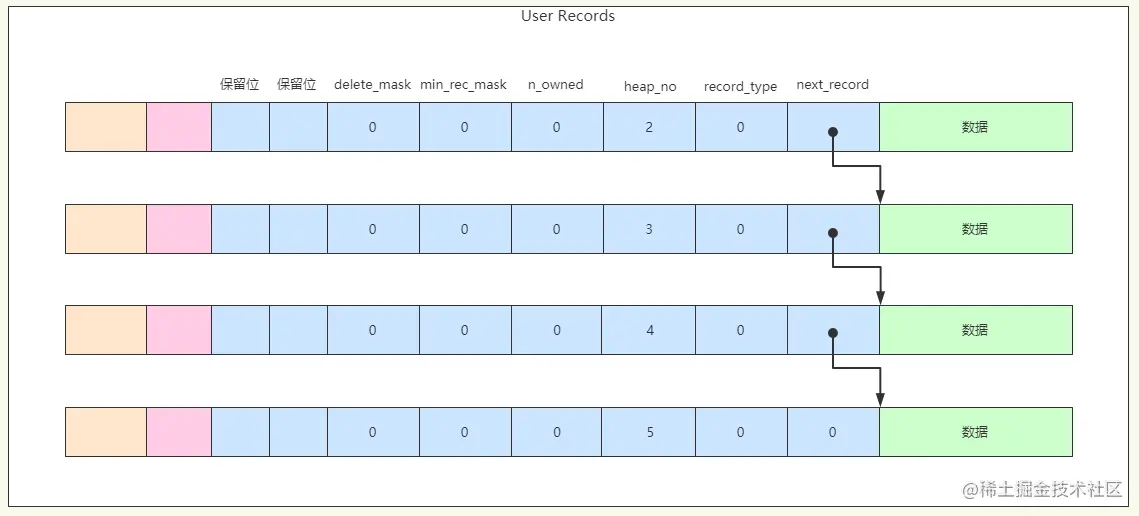 User Records
保留位 保留位 delete_mask min_rec_mask n_owned heap_no record_type next_record
0 0 0 2 0 数据
0 0 0 3 0 数据
0 0 0 4 0 数据
0 0 0 5 0 0 数据
@稀土掘金技术社区